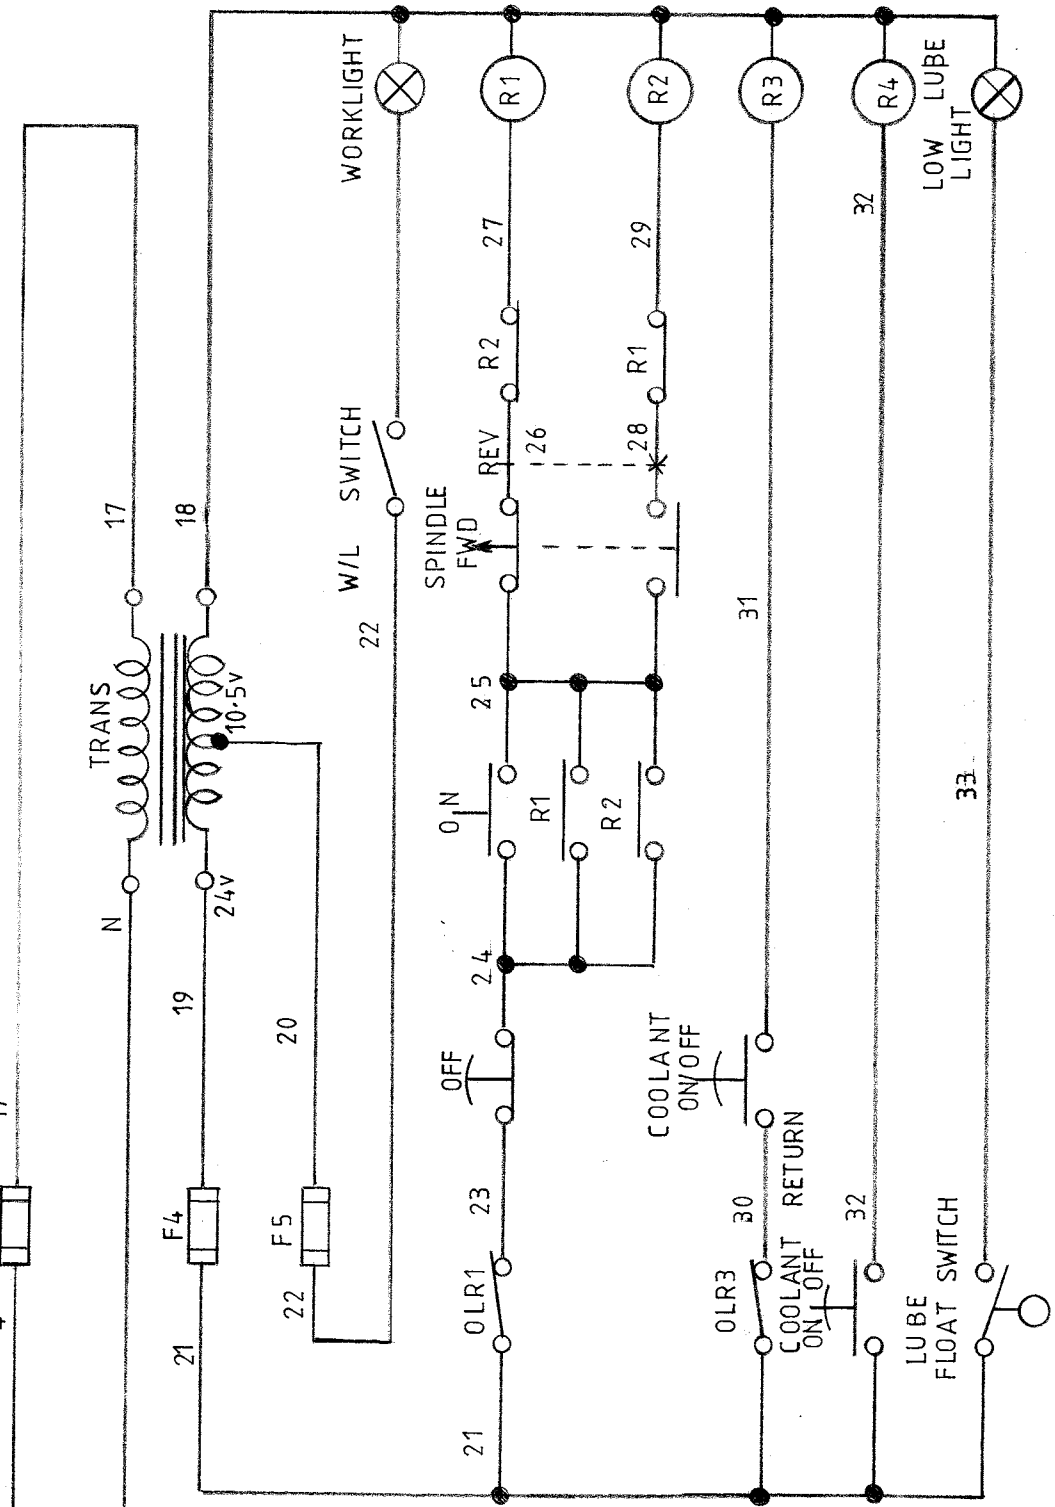 17
TRANS
N
17
18
10·5v
24v
19
F4
21
20
F5
22
WORKLIGHT
W/L SWITCH
22
SPINDLE
FWD
REV
ON
OFF
OLR1
21
23
24
25
26
R2
27
R1
R1
R2
28
R1
29
R2
COOLANT
ON/OFF
OLR3
30
31
R3
COOLANT RETURN
ON OFF
32
32
R4
LUBE
FLOAT SWITCH
33
LOW LUBE
LIGHT